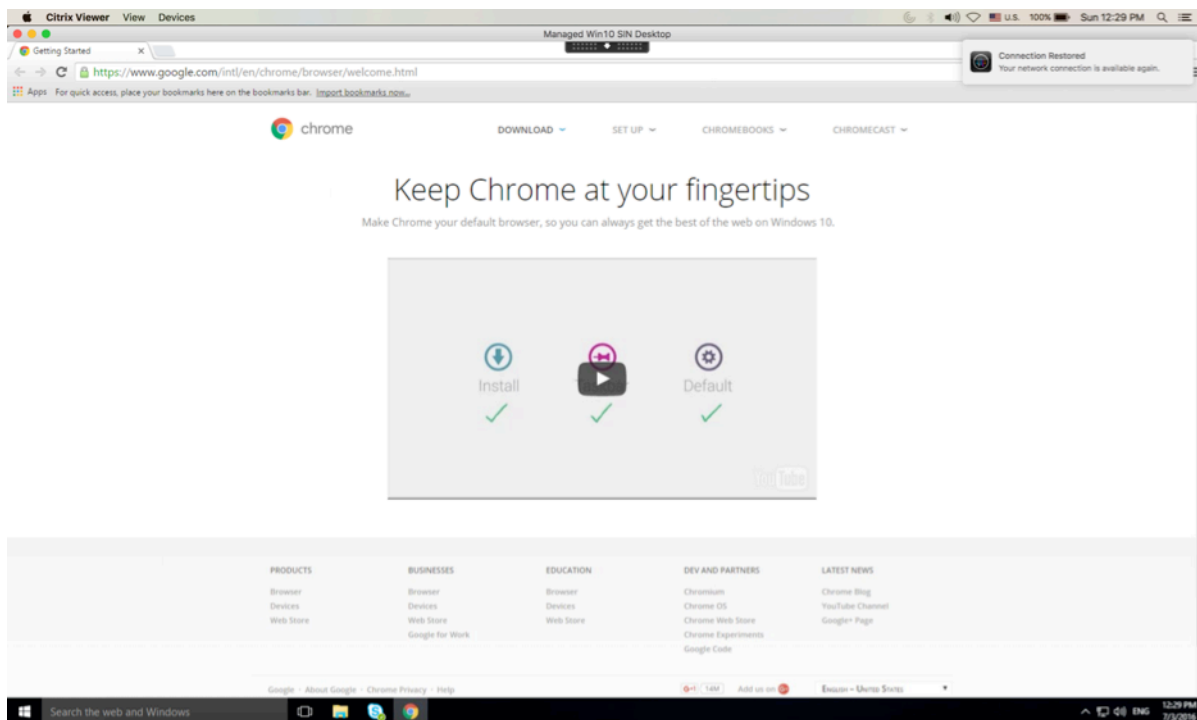 Citrix Viewer View Devices
U.S. 100% Sun 12:29 PM
Managed Win10 SIN Desktop
Getting Started
Connection Restored
Your network connection is available again.
https://www.google.com/intl/en/chrome/browser/welcome.html
Apps For quick access, place your bookmarks here on the bookmarks bar. Import bookmarks now...
chrome DOWNLOAD SET UP CHROMEBOOKS CHROMECAST
Keep Chrome at your fingertips
Make Chrome your default browser, so you can always get the best of the web on Windows 10.
Install Default
YouTube
PRODUCTS BUSINESSES EDUCATION DEV AND PARTNERS LATEST NEWS
Browser Browser Browser Chromium Chrome Blog
Devices Devices Devices Chrome OS YouTube Channel
Web Store Web Store Web Store Chrome Web Store Google+ Page
Google for Work Chrome Experiments
Google Code
Google · About Google · Chrome Privacy · Help +1 14M Add us on English – United States
Search the web and Windows ENG 12:29 PM